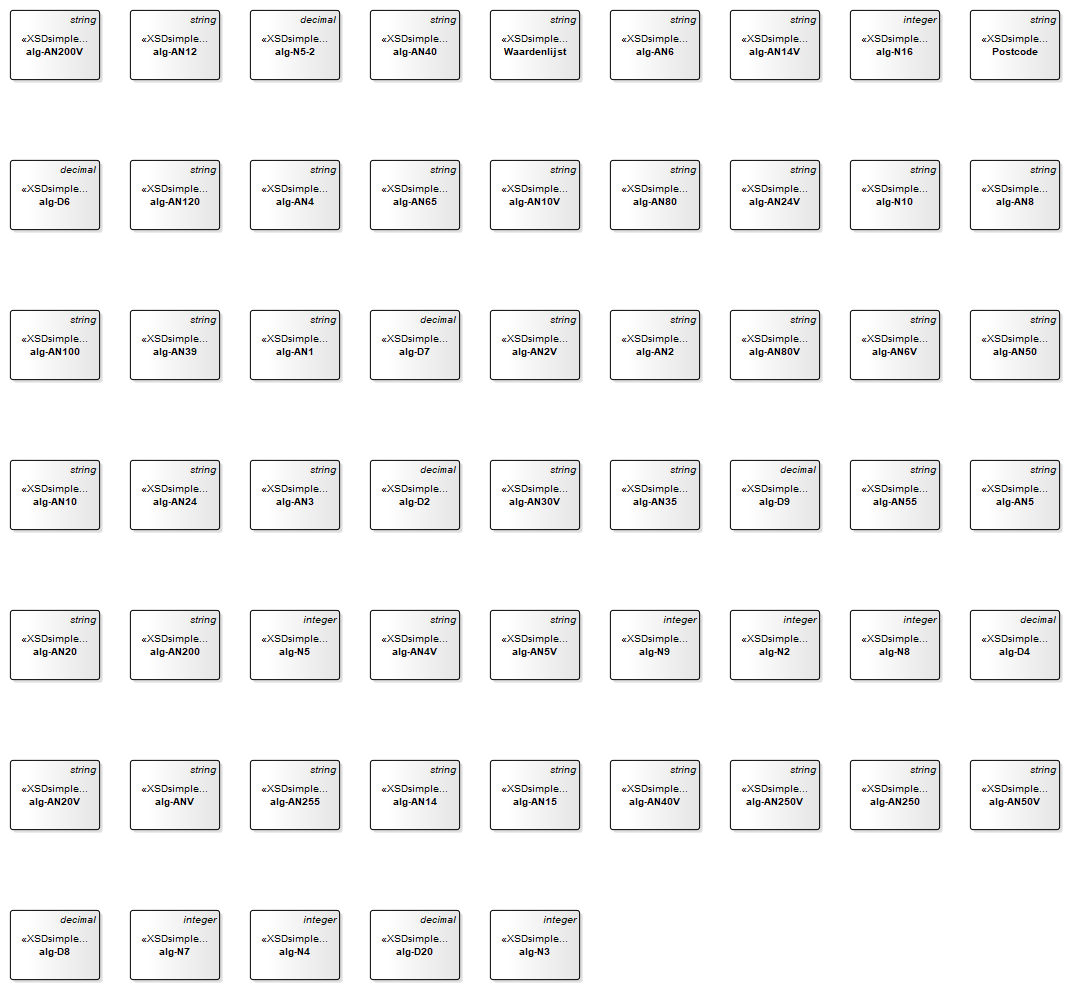 string
«XSDsimple...
alg-AN200V
string
«XSDsimple...
alg-AN12
decimal
«XSDsimple...
alg-N5-2
string
«XSDsimple...
alg-AN40
string
«XSDsimple...
Waardenlijst
string
«XSDsimple...
alg-AN6
string
«XSDsimple...
alg-AN14V
integer
«XSDsimple...
alg-N16
string
«XSDsimple...
Postcode
decimal
«XSDsimple...
alg-D6
string
«XSDsimple...
alg-AN120
string
«XSDsimple...
alg-AN4
string
«XSDsimple...
alg-AN65
string
«XSDsimple...
alg-AN10V
string
«XSDsimple...
alg-AN80
string
«XSDsimple...
alg-AN24V
string
«XSDsimple...
alg-N10
string
«XSDsimple...
alg-AN8
string
«XSDsimple...
alg-AN100
string
«XSDsimple...
alg-AN39
string
«XSDsimple...
alg-AN1
decimal
«XSDsimple...
alg-D7
string
«XSDsimple...
alg-AN2V
string
«XSDsimple...
alg-AN2
string
«XSDsimple...
alg-AN80V
string
«XSDsimple...
alg-AN6V
string
«XSDsimple...
alg-AN50
string
«XSDsimple...
alg-AN10
string
«XSDsimple...
alg-AN24
string
«XSDsimple...
alg-AN3
decimal
«XSDsimple...
alg-D2
string
«XSDsimple...
alg-AN30V
string
«XSDsimple...
alg-AN35
decimal
«XSDsimple...
alg-D9
string
«XSDsimple...
alg-AN55
string
«XSDsimple...
alg-AN5
string
«XSDsimple...
alg-AN20
string
«XSDsimple...
alg-AN200
integer
«XSDsimple...
alg-N5
string
«XSDsimple...
alg-AN4V
string
«XSDsimple...
alg-AN5V
integer
«XSDsimple...
alg-N9
integer
«XSDsimple...
alg-N2
integer
«XSDsimple...
alg-N8
decimal
«XSDsimple...
alg-D4
string
«XSDsimple...
alg-AN20V
string
«XSDsimple...
alg-ANV
string
«XSDsimple...
alg-AN255
string
«XSDsimple...
alg-AN14
string
«XSDsimple...
alg-AN15
string
«XSDsimple...
alg-AN40V
string
«XSDsimple...
alg-AN250V
string
«XSDsimple...
alg-AN250
string
«XSDsimple...
alg-AN50V
decimal
«XSDsimple...
alg-D8
integer
«XSDsimple...
alg-N7
integer
«XSDsimple...
alg-N4
decimal
«XSDsimple...
alg-D20
integer
«XSDsimple...
alg-N3